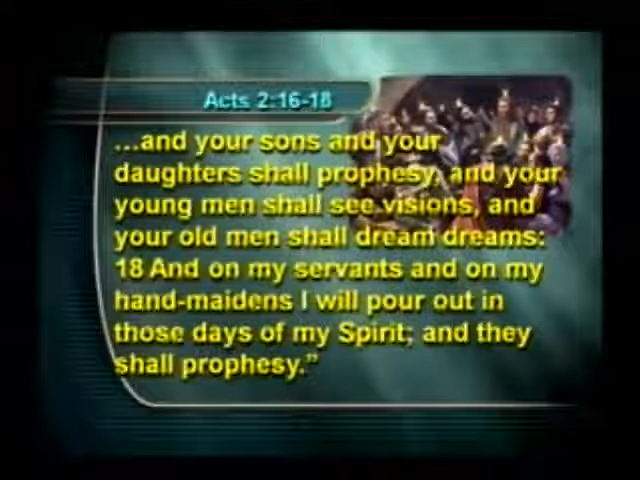 Acts 2:16-18
...and your sons and your
daughters shall prophesy, and your
young men shall see visions, and
your old men shall dream dreams:
18 And on my servants and on my
hand-maidens I will pour out in
those days of my Spirit; and they
shall prophesy.”